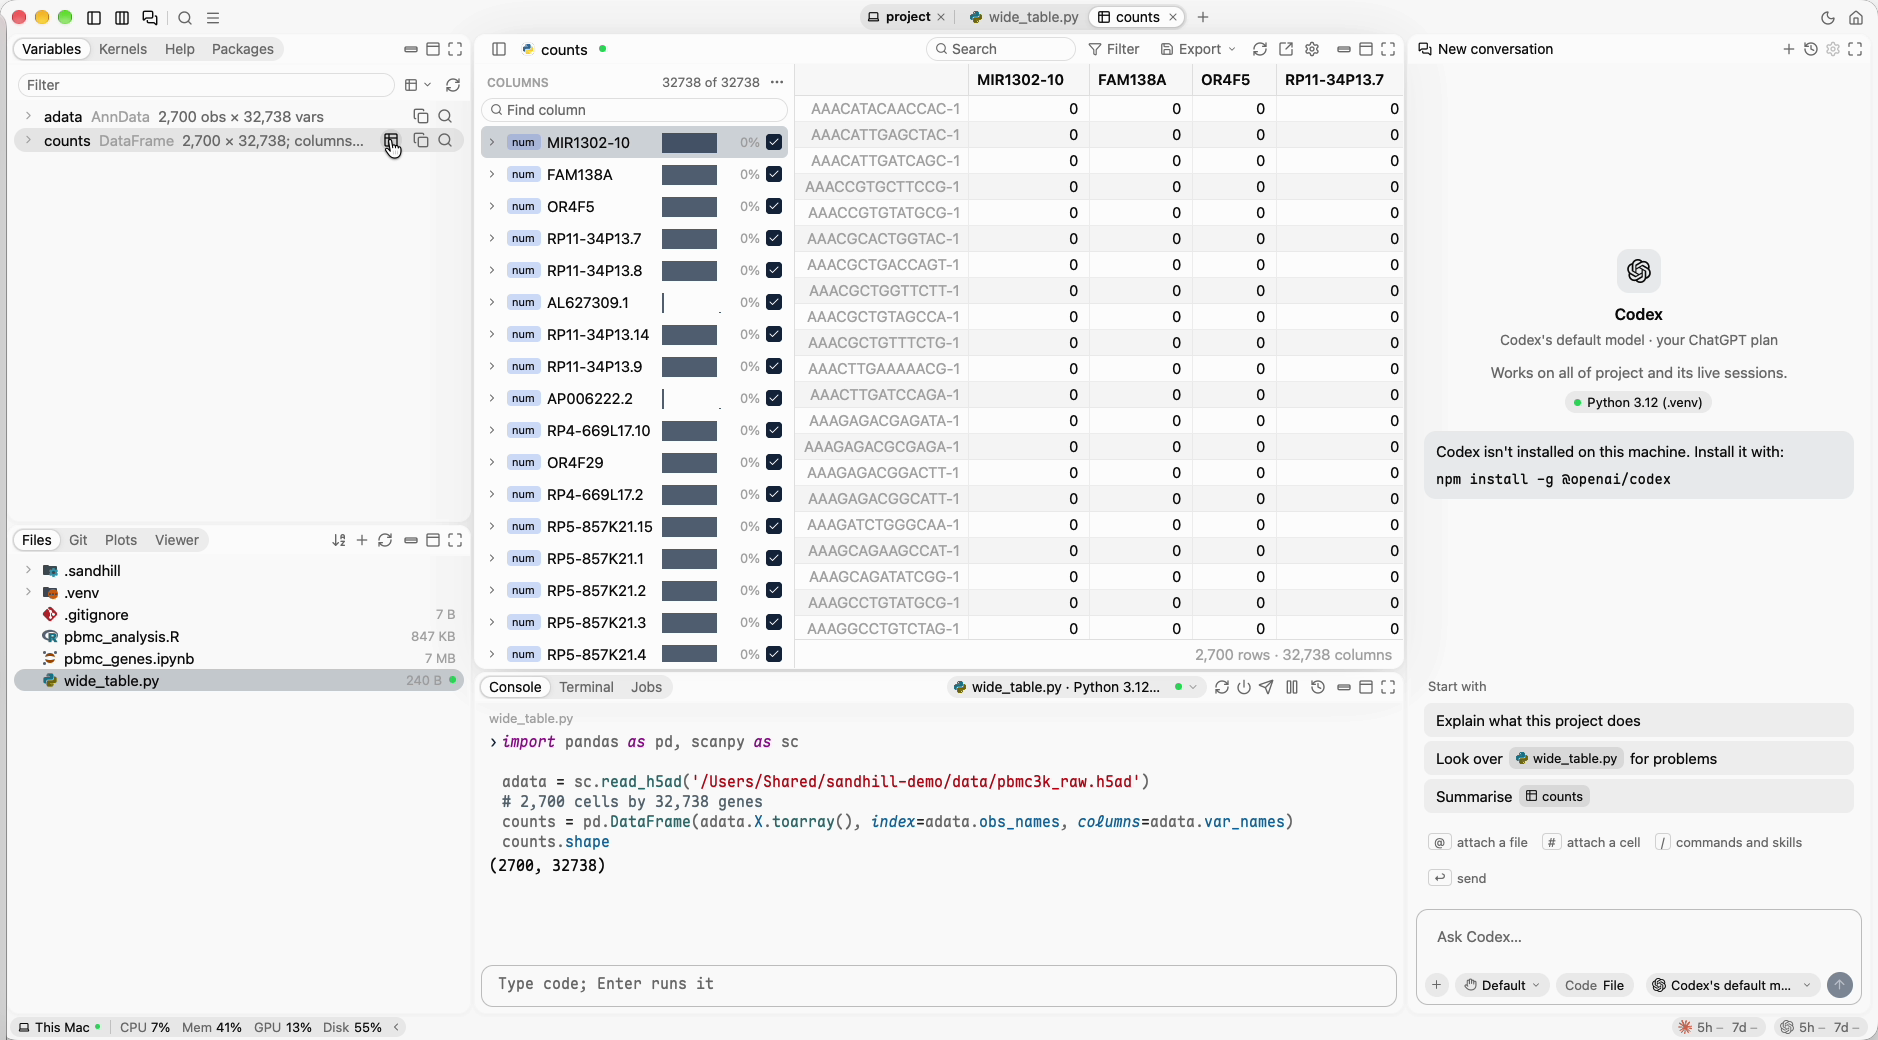 project
wide_table.py
counts
Variables
Kernels
Help
Packages
Filter
adata AnnData 2,700 obs × 32,738 vars
counts DataFrame 2,700 × 32,738; columns...
Files
Git
Plots
Viewer
.sandhill
.venv
.gitignore 7 B
pbmc_analysis.R 847 KB
pbmc_genes.ipynb 7 MB
wide_table.py 240 B
counts
Search
Filter
Export
COLUMNS 32738 of 32738
Find column
num MIR1302-10 0%
num FAM138A 0%
num OR4F5 0%
num RP11-34P13.7 0%
num RP11-34P13.8 0%
num AL627309.1 0%
num RP11-34P13.14 0%
num RP11-34P13.9 0%
num AP006222.2 0%
num RP4-669L17.10 0%
num OR4F29 0%
num RP4-669L17.2 0%
num RP5-857K21.15 0%
num RP5-857K21.1 0%
num RP5-857K21.2 0%
num RP5-857K21.3 0%
num RP5-857K21.4 0%
MIR1302-10 FAM138A OR4F5 RP11-34P13.7
AAACATACAACCAC-1 0 0 0 0
AAACATTGAGCTAC-1 0 0 0 0
AAACATTGATCAGC-1 0 0 0 0
AAACCGTGCTTCCG-1 0 0 0 0
AAACCGTGTATGCG-1 0 0 0 0
AAACGCACTGGTAC-1 0 0 0 0
AAACGCTGACCAGT-1 0 0 0 0
AAACGCTGGTTCTT-1 0 0 0 0
AAACGCTGTAGCCA-1 0 0 0 0
AAACGCTGTTTCTG-1 0 0 0 0
AAACTTGAAAAACG-1 0 0 0 0
AAACTTGATCCAGA-1 0 0 0 0
AAAGAGACGAGATA-1 0 0 0 0
AAAGAGACGCGAGA-1 0 0 0 0
AAAGAGACGGACTT-1 0 0 0 0
AAAGAGACGGCATT-1 0 0 0 0
AAAGATCTGGGCAA-1 0 0 0 0
AAAGCAGAAGCCAT-1 0 0 0 0
AAAGCAGATATCGG-1 0 0 0 0
AAAGCCTGTATGCG-1 0 0 0 0
AAAGGCCTGTCTAG-1 0 0 0 0
2,700 rows · 32,738 columns
Console
Terminal
Jobs
wide_table.py · Python 3.12...
wide_table.py
› import pandas as pd, scanpy as sc
adata = sc.read_h5ad('/Users/Shared/sandhill-demo/data/pbmc3k_raw.h5ad')
# 2,700 cells by 32,738 genes
counts = pd.DataFrame(adata.X.toarray(), index=adata.obs_names, columns=adata.var_names)
counts.shape
(2700, 32738)
Type code; Enter runs it
New conversation
Codex
Codex's default model · your ChatGPT plan
Works on all of project and its live sessions.
Python 3.12 (.venv)
Codex isn't installed on this machine. Install it with:
npm install -g @openai/codex
Start with
Explain what this project does
Look over wide_table.py for problems
Summarise counts
@ attach a file # attach a cell / commands and skills
send
Ask Codex...
Default
Code File
Codex's default m...
This Mac
CPU 7% Mem 41% GPU 13% Disk 55%
5h – 7d –
5h – 7d –